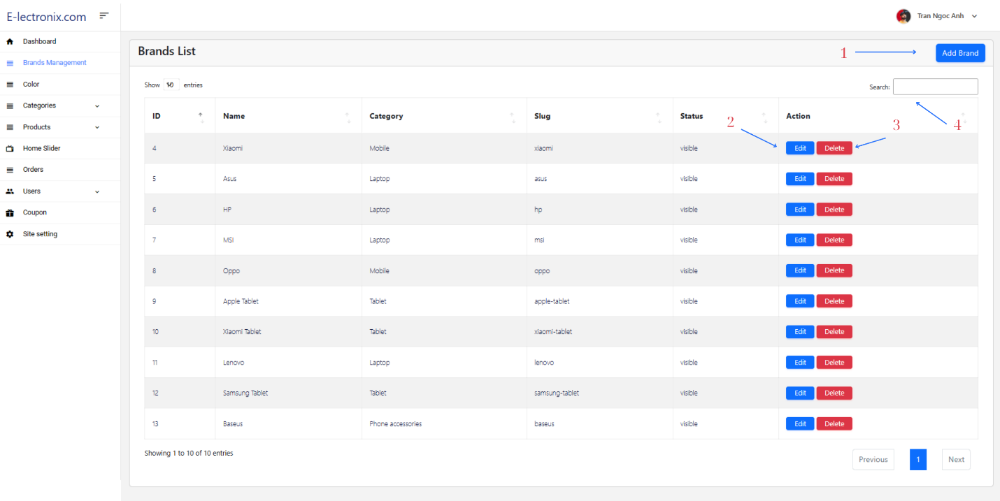 E-lectronix.com
Tran Ngoc Anh
Dashboard
Brands Management
Color
Categories
Products
Home Slider
Orders
Users
Coupon
Site setting
Brands List
1
Add Brand
Show 10 entries
Search:
ID Name Category Slug Status Action
2 3 4
4 Xiaomi Mobile xiaomi visible Edit Delete
5 Asus Laptop asus visible Edit Delete
6 HP Laptop hp visible Edit Delete
7 MSI Laptop msi visible Edit Delete
8 Oppo Mobile oppo visible Edit Delete
9 Apple Tablet Tablet apple-tablet visible Edit Delete
10 Xiaomi Tablet Tablet xiaomi-tablet visible Edit Delete
11 Lenovo Laptop lenovo visible Edit Delete
12 Samsung Tablet Tablet samsung-tablet visible Edit Delete
13 Baseus Phone accessories baseus visible Edit Delete
Showing 1 to 10 of 10 entries
Previous 1 Next